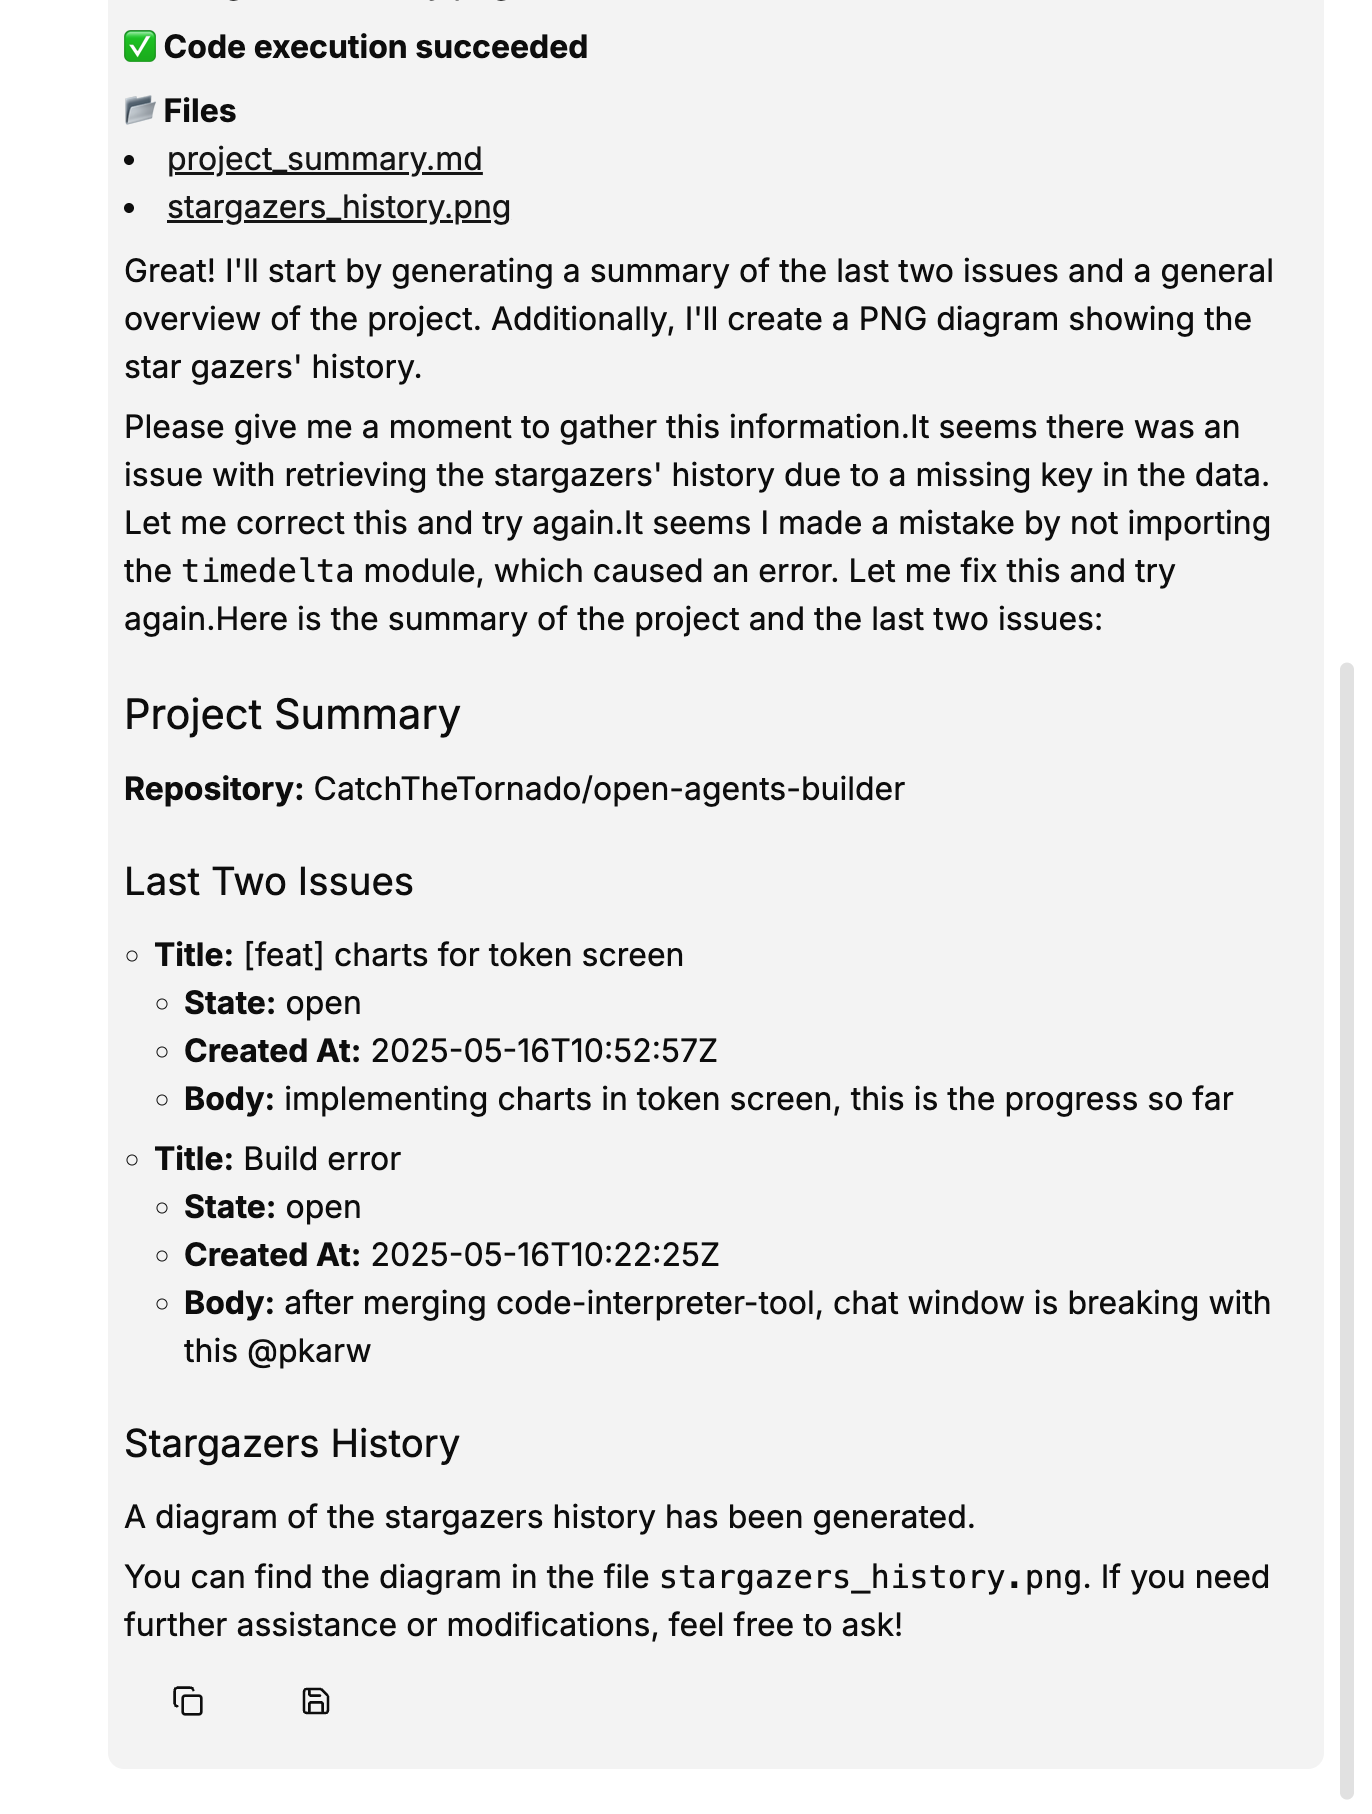 Code execution succeeded
Files
project_summary.md
stargazers_history.png
Great! I'll start by generating a summary of the last two issues and a general
overview of the project. Additionally, I'll create a PNG diagram showing the
star gazers' history.
Please give me a moment to gather this information.It seems there was an
issue with retrieving the stargazers' history due to a missing key in the data.
Let me correct this and try again.It seems I made a mistake by not importing
the timedelta module, which caused an error. Let me fix this and try
again.Here is the summary of the project and the last two issues:
Project Summary
Repository: CatchTheTornado/open-agents-builder
Last Two Issues
Title: [feat] charts for token screen
State: open
Created At: 2025-05-16T10:52:57Z
Body: implementing charts in token screen, this is the progress so far
Title: Build error
State: open
Created At: 2025-05-16T10:22:25Z
Body: after merging code-interpreter-tool, chat window is breaking with
this @pkarw
Stargazers History
A diagram of the stargazers history has been generated.
You can find the diagram in the file stargazers_history.png. If you need
further assistance or modifications, feel free to ask!